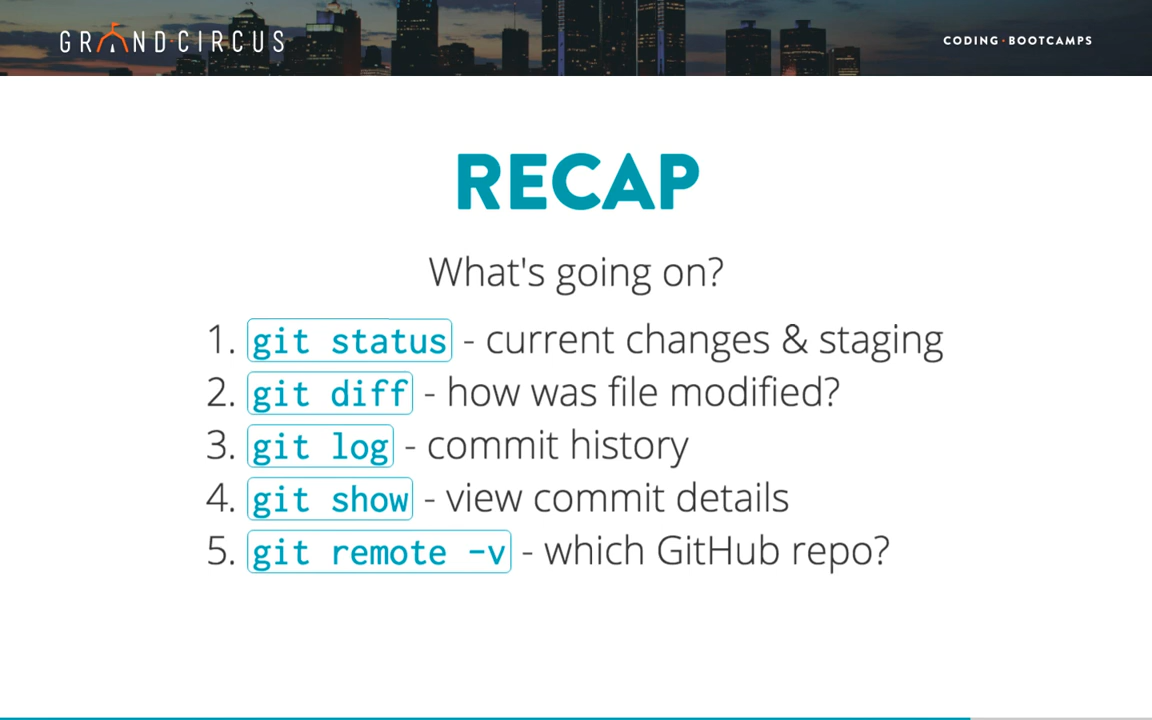 GRAND CIRCUS
CODING · BOOTCAMPS
RECAP
What's going on?
1. git status - current changes & staging
2. git diff - how was file modified?
3. git log - commit history
4. git show - view commit details
5. git remote -v - which GitHub repo?